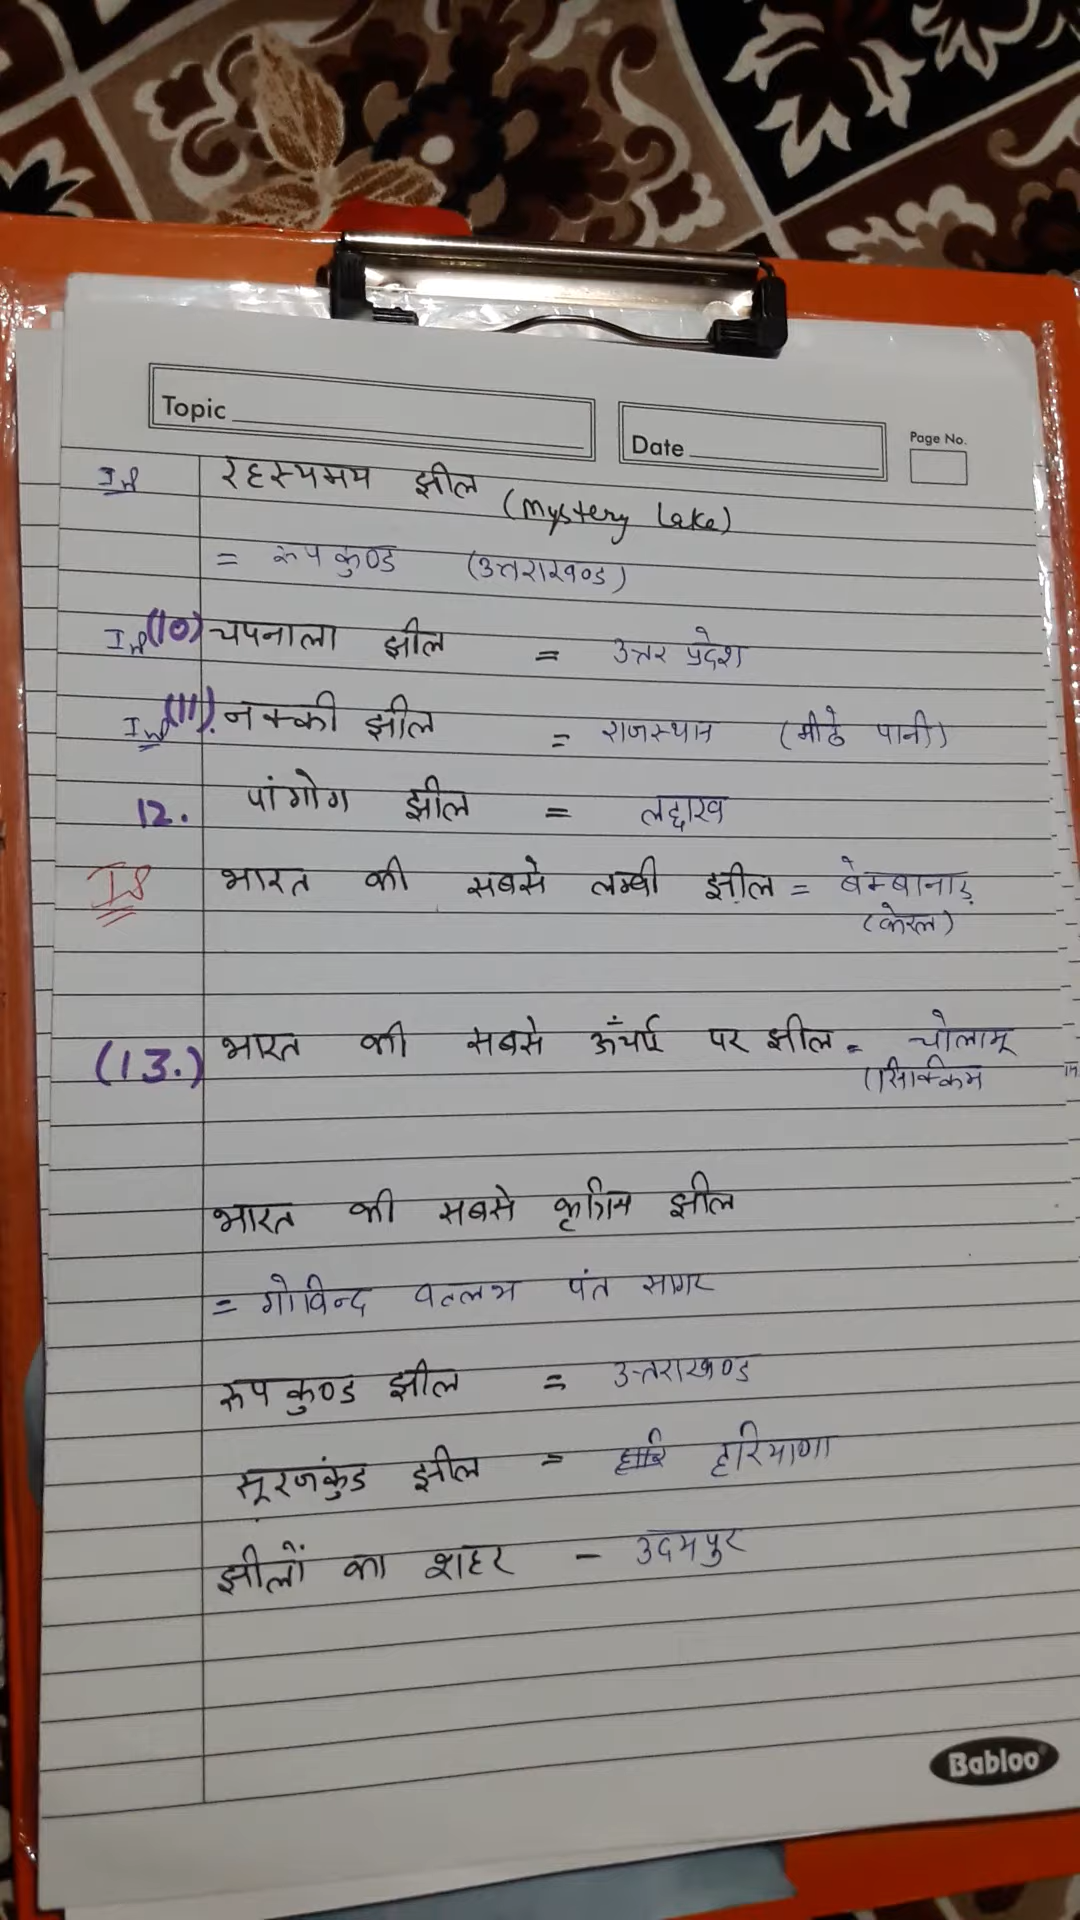 Topic
Date
Page No.
Imp रहस्यमय झील (Mystery Lake)
= रूपकुण्ड (उत्तराखण्ड)
Imp (10) चपनाला झील = उत्तर प्रदेश
Imp (11). नक्की झील = राजस्थान (मीठे पानी)
12. पांगोग झील = लद्दाख
भारत की सबसे लम्बी झील = बेम्बानाड़
(केरल)
(13.) भारत की सबसे ऊँचाई पर झील = चोलामू
(सिक्किम
भारत की सबसे कृत्रिम झील
= गोविन्द वल्लभ पंत सागर
रूपकुण्ड झील = उत्तराखण्ड
सूरजकुंड झील = हरियाणा
झीलों का शहर - उदयपुर
Babloo